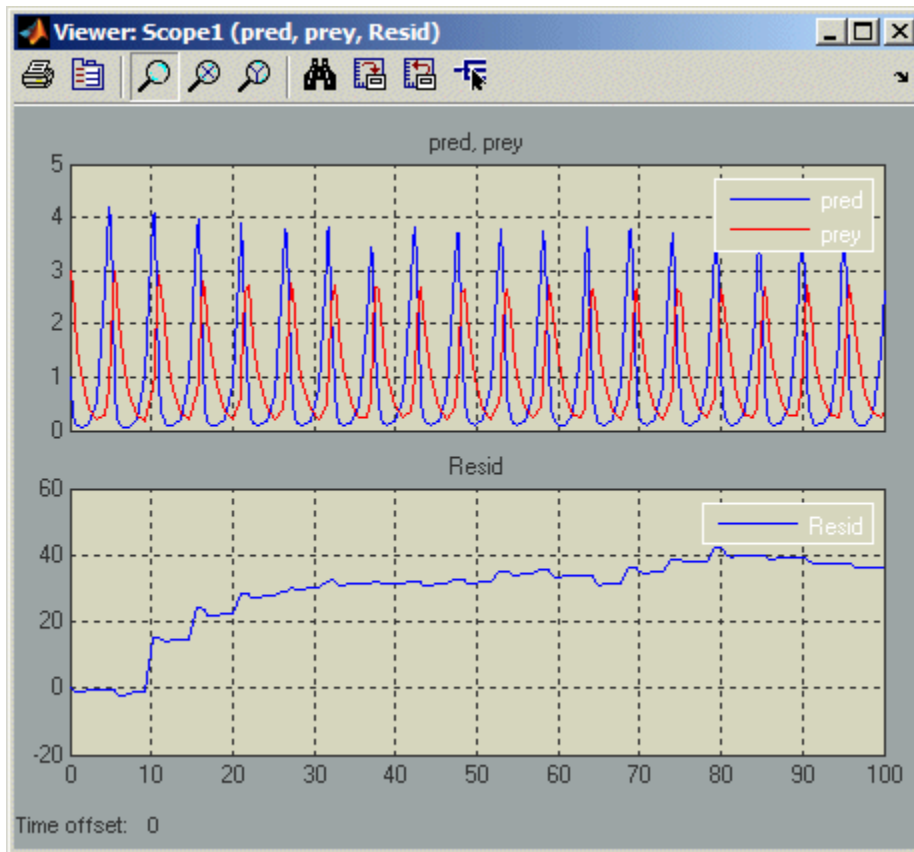 Viewer: Scope1 (pred, prey, Resid)
pred, prey
5
4
3
2
1
0
pred
prey
Resid
60
40
20
0
-20
Resid
0 10 20 30 40 50 60 70 80 90 100
Time offset: 0